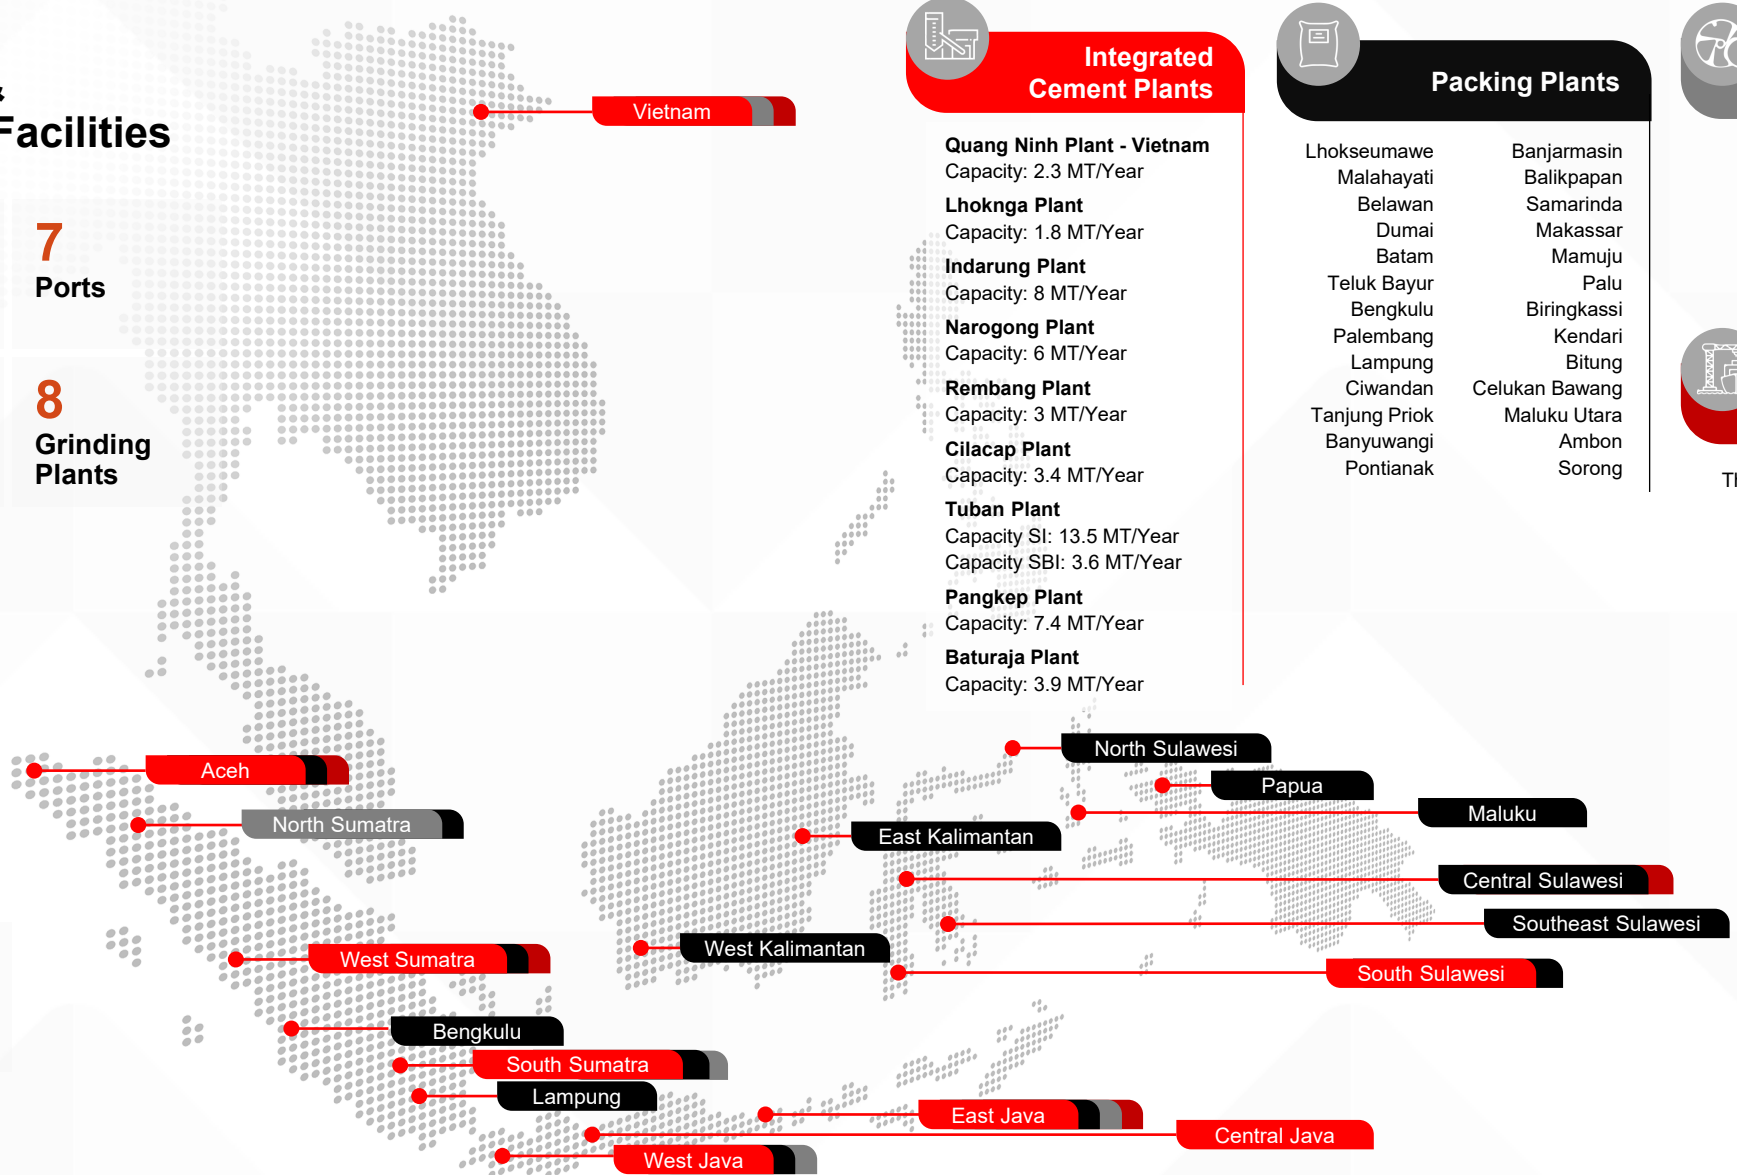 &
Facilities
7
Ports
8
Grinding
Plants
Vietnam
Integrated
Cement Plants
Quang Ninh Plant - Vietnam
Capacity: 2.3 MT/Year
Lhoknga Plant
Capacity: 1.8 MT/Year
Indarung Plant
Capacity: 8 MT/Year
Narogong Plant
Capacity: 6 MT/Year
Rembang Plant
Capacity: 3 MT/Year
Cilacap Plant
Capacity: 3.4 MT/Year
Tuban Plant
Capacity SI: 13.5 MT/Year
Capacity SBI: 3.6 MT/Year
Pangkep Plant
Capacity: 7.4 MT/Year
Baturaja Plant
Capacity: 3.9 MT/Year
Packing Plants
Lhokseumawe
Malahayati
Belawan
Dumai
Batam
Teluk Bayur
Bengkulu
Palembang
Lampung
Ciwandan
Tanjung Priok
Banyuwangi
Pontianak
Banjarmasin
Balikpapan
Samarinda
Makassar
Mamuju
Palu
Biringkassi
Kendari
Bitung
Celukan Bawang
Maluku Utara
Ambon
Sorong
Th
Aceh
North Sumatra
West Sumatra
Bengkulu
South Sumatra
Lampung
West Java
Central Java
East Java
West Kalimantan
East Kalimantan
North Sulawesi
Papua
Maluku
Central Sulawesi
Southeast Sulawesi
South Sulawesi